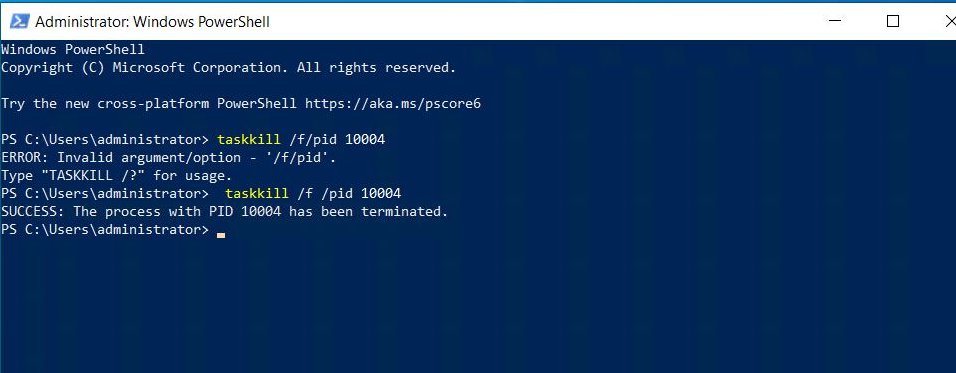 Administrator: Windows PowerShell
Windows PowerShell
Copyright (C) Microsoft Corporation. All rights reserved.
Try the new cross-platform PowerShell https://aka.ms/pscore6
PS C:\Users\administrator> taskkill /f/pid 10004
ERROR: Invalid argument/option - '/f/pid'.
Type "TASKKILL /?" for usage.
PS C:\Users\administrator>  taskkill /f /pid 10004
SUCCESS: The process with PID 10004 has been terminated.
PS C:\Users\administrator>